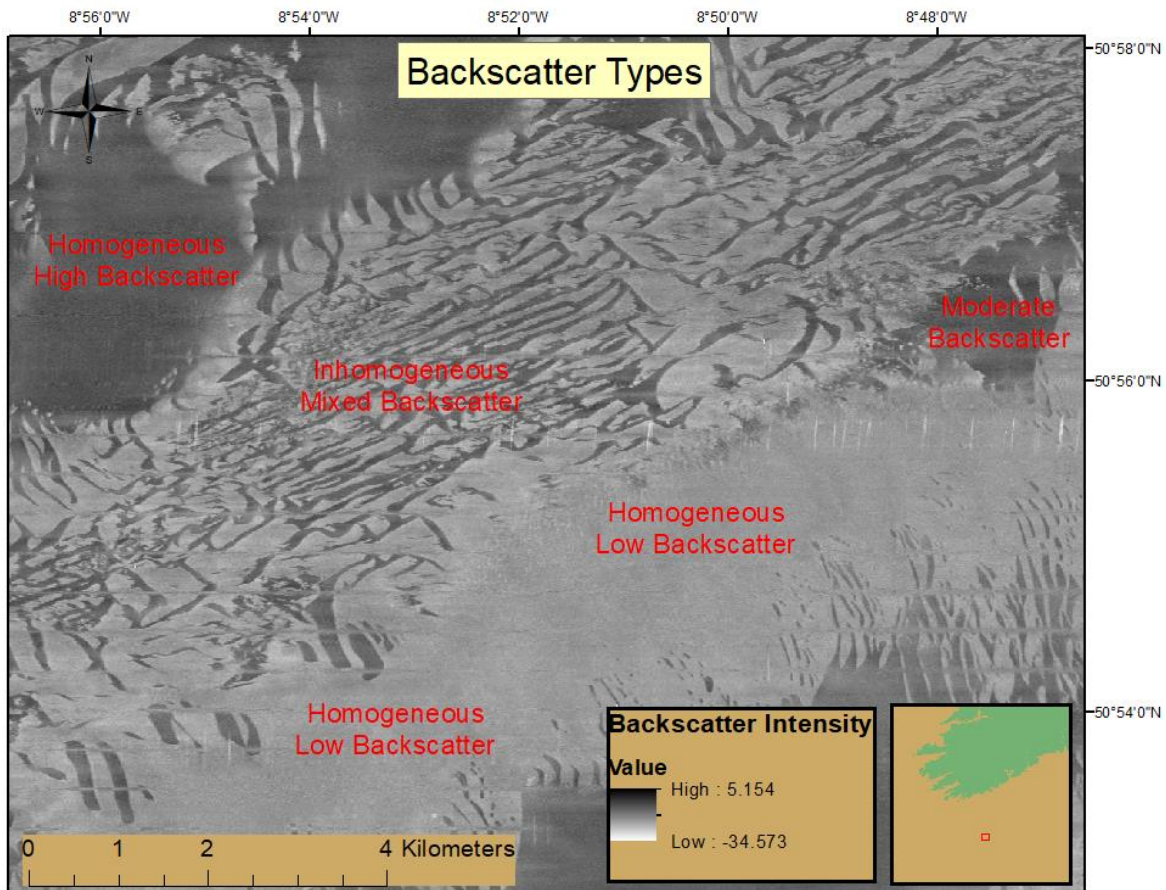 8°56'0"W 8°54'0"W 8°52'0"W 8°50'0"W 8°48'0"W
Backscatter Types
50°58'0"N
N
W E
S
Homogeneous
High Backscatter
Moderate
Backscatter
Inhomogeneous
Mixed Backscatter
50°56'0"N
Homogeneous
Low Backscatter
Homogeneous
Low Backscatter
50°54'0"N
Backscatter Intensity
Value
High : 5.154
Low : -34.573
0 1 2 4 Kilometers